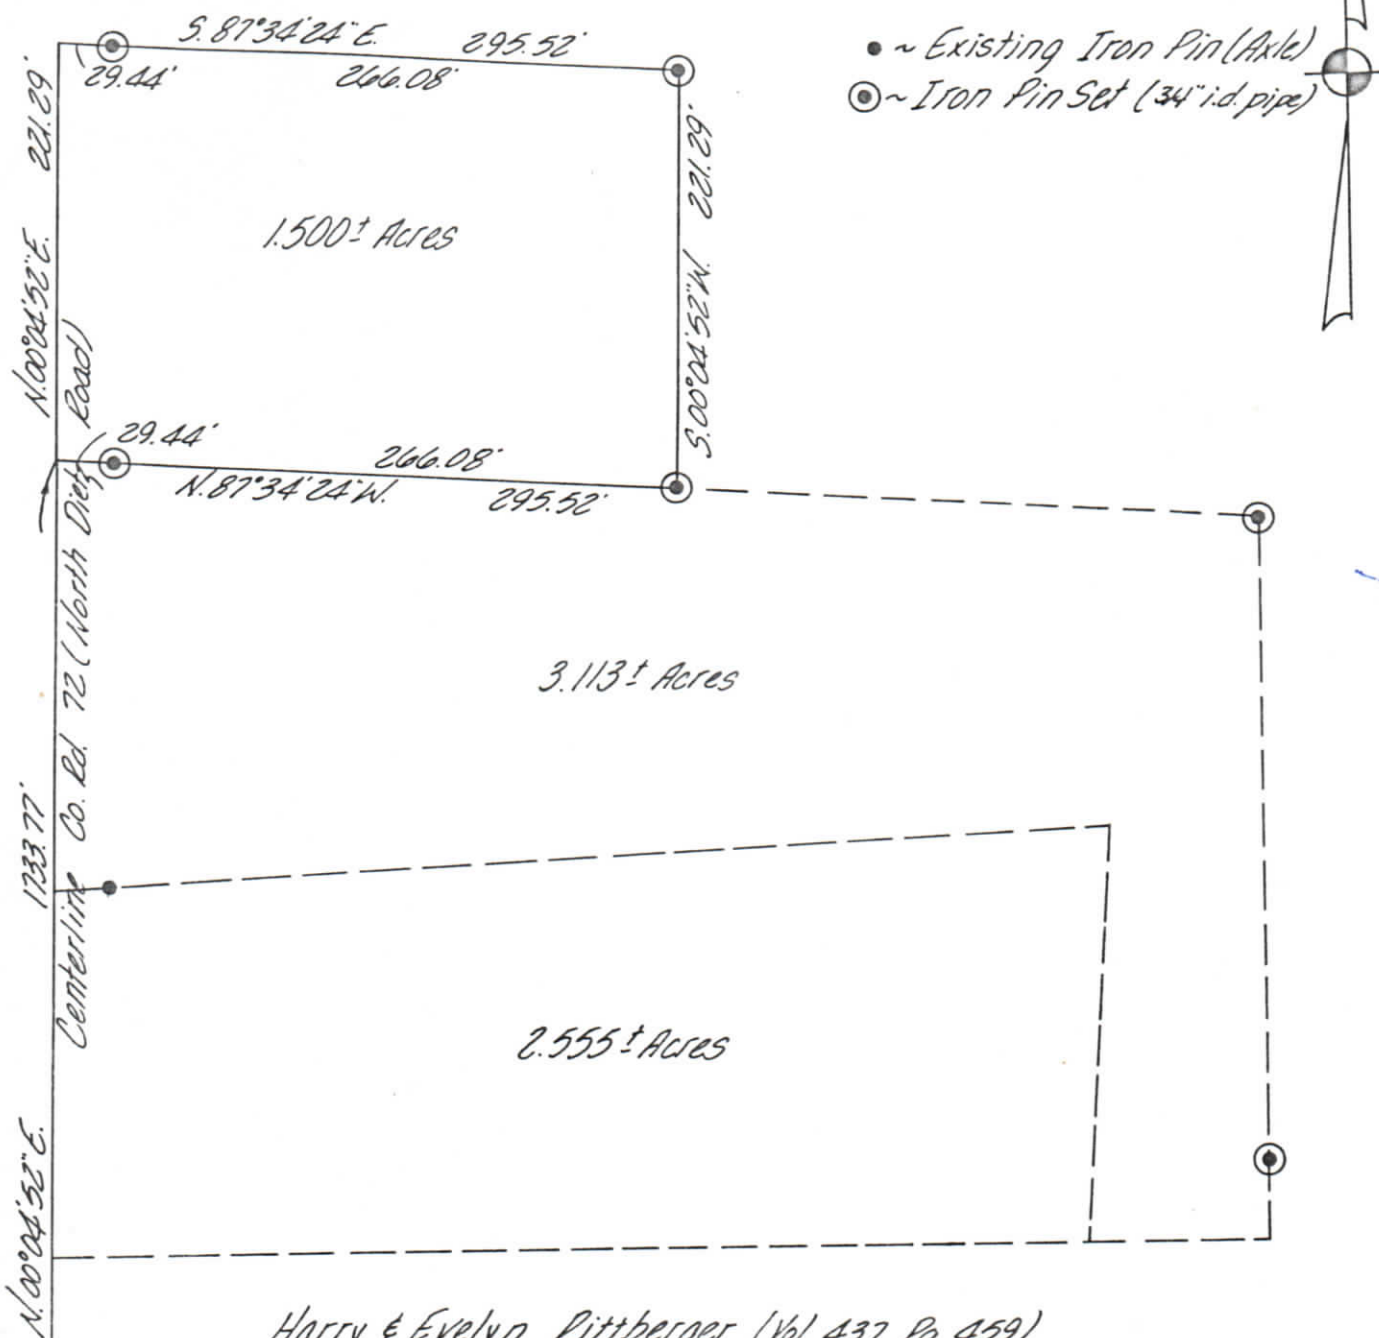 S. 87°34'24" E. 295.52'
29.44' 266.08'
● ~ Existing Iron Pin (Axle)
~ Iron Pin Set (3/4" i.d. pipe)
N. 00°04'52" E. 221.29'
S. 00°04'52" W. 221.29'
1.500± Acres
29.44' 266.08'
N. 87°34'24" W. 295.52'
Centerline Co. Rd. 72 (North Dietz Road)
3.113± Acres
N. 00°04'52" E. 1733.77'
2.555± Acres
Harry & Evelyn Pittberger (Vol. 437 Pg. 459)